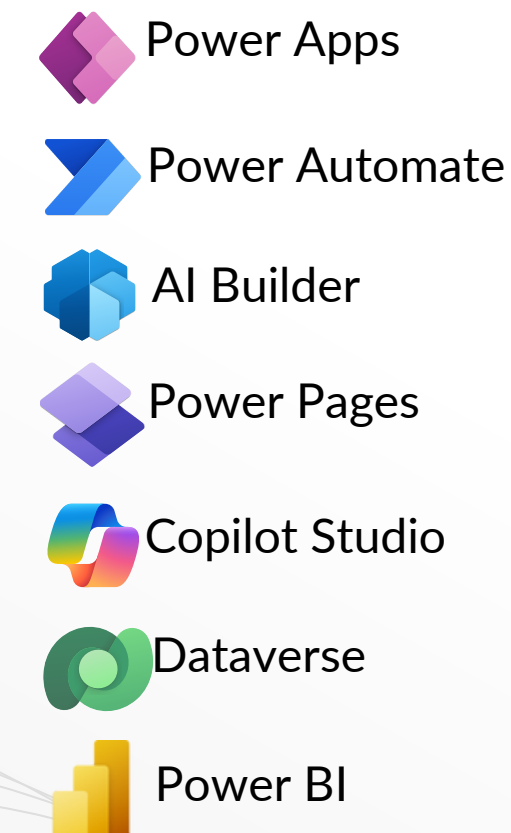 Power Apps
Power Automate
AI Builder
Power Pages
Copilot Studio
Dataverse
Power BI